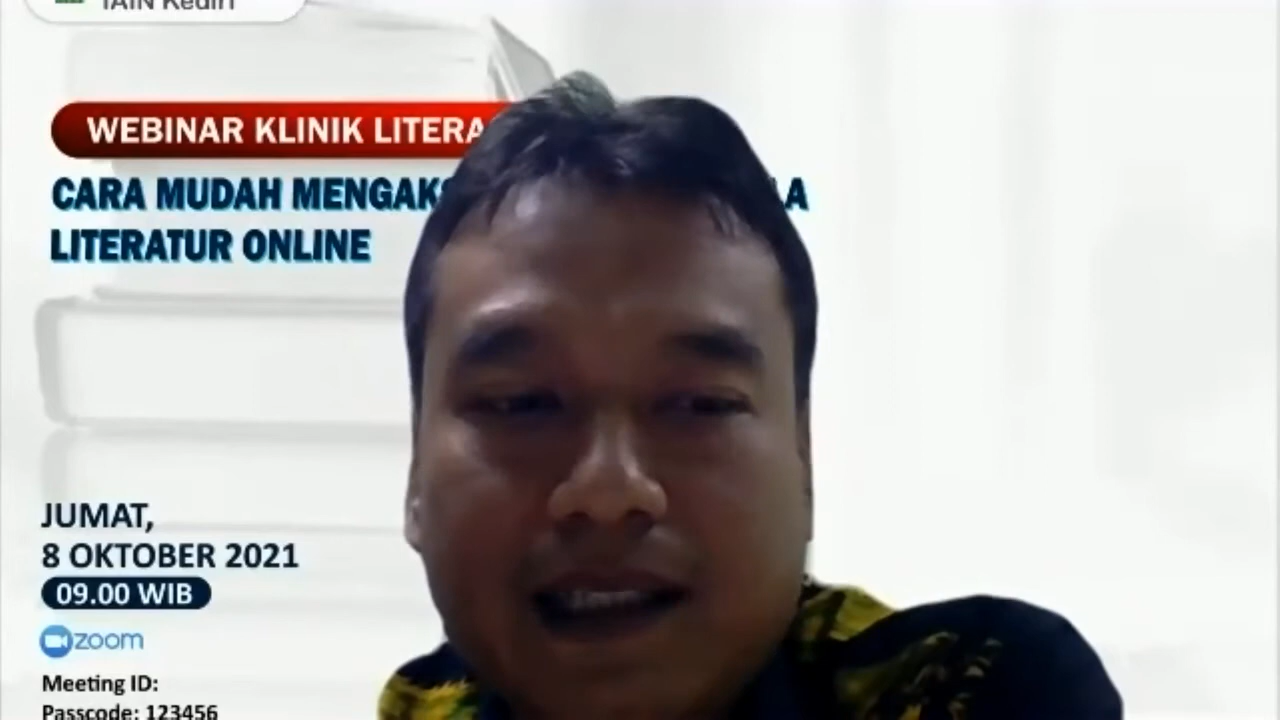 IAIN Kediri
WEBINAR KLINIK LITERA
CARA MUDAH MENGAKS LA
LITERATUR ONLINE
JUMAT,
8 OKTOBER 2021
09.00 WIB
zoom
Meeting ID:
Passcode: 123456